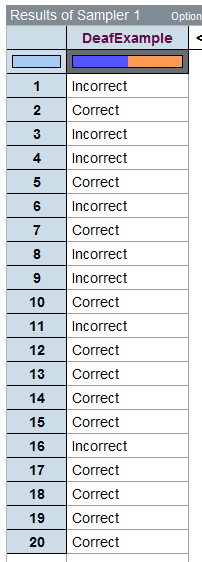 Results of Sampler 1 Option
DeafExample <
1 Incorrect
2 Correct
3 Incorrect
4 Incorrect
5 Correct
6 Incorrect
7 Correct
8 Incorrect
9 Incorrect
10 Correct
11 Incorrect
12 Correct
13 Correct
14 Correct
15 Correct
16 Incorrect
17 Correct
18 Correct
19 Correct
20 Correct